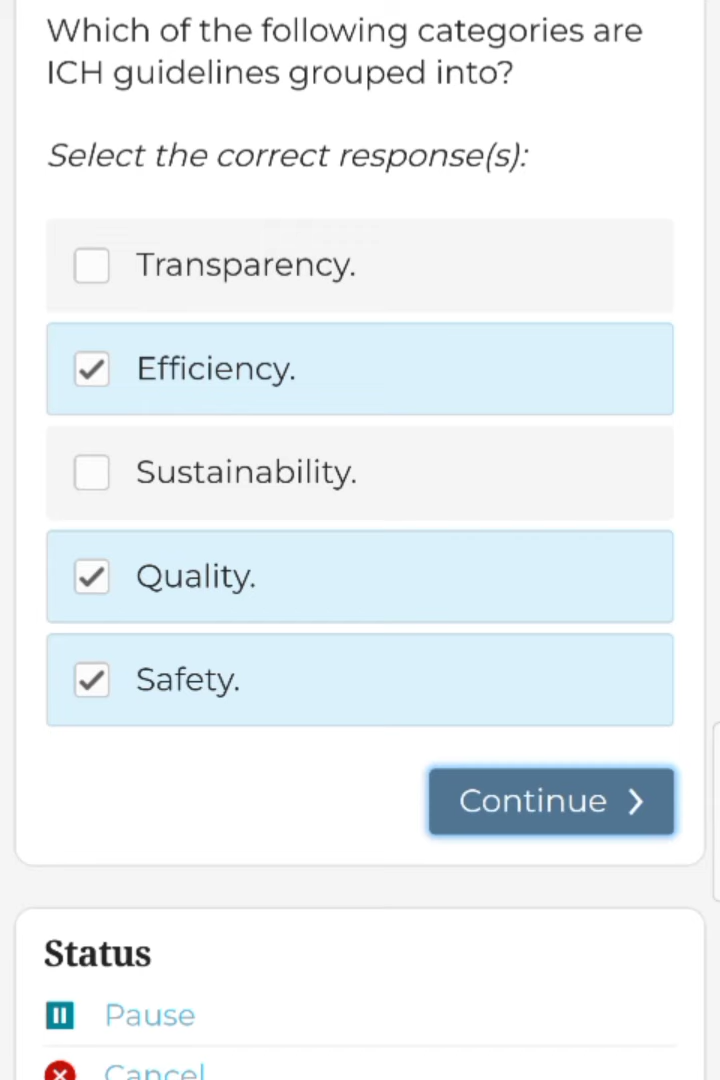 Which of the following categories are
ICH guidelines grouped into?
Select the correct response(s):
Transparency.
Efficiency.
Sustainability.
Quality.
Safety.
Continue
Status
Pause
Cancel